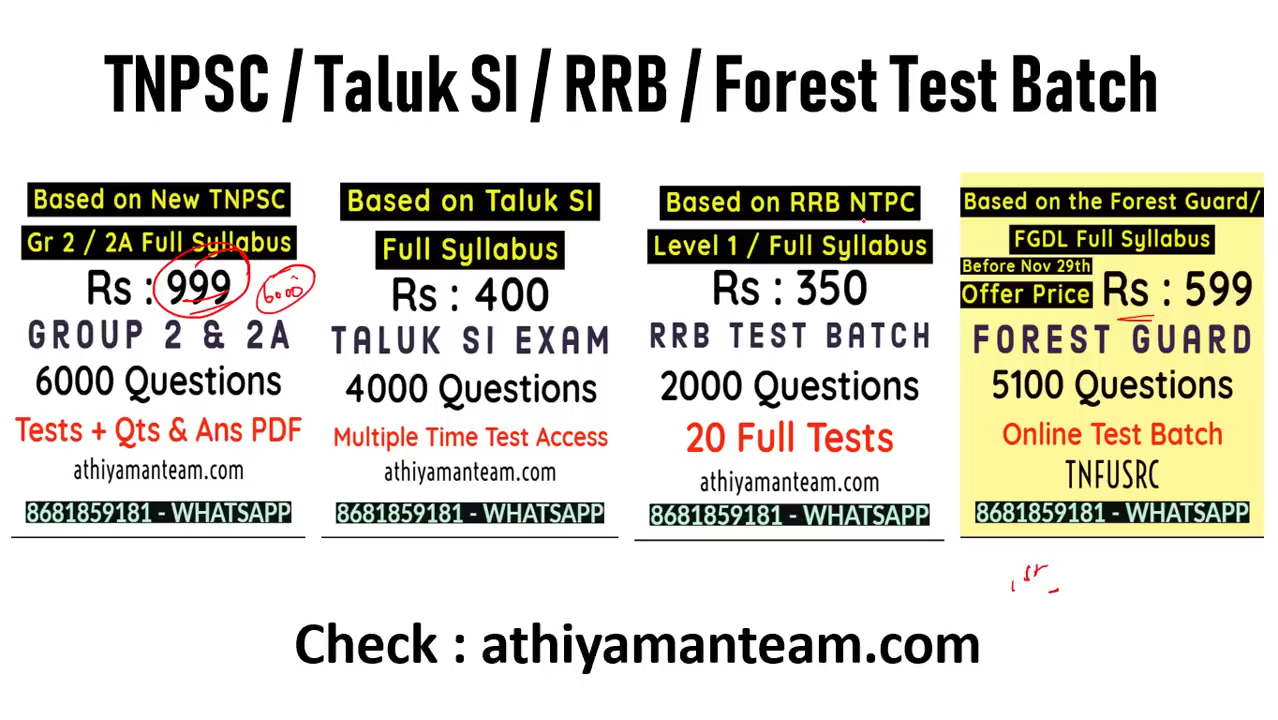 TNPSC / Taluk SI / RRB / Forest Test Batch
Based on New TNPSC
Gr 2 / 2A Full Syllabus
Rs : 999
6000
GROUP 2 & 2A
6000 Questions
Tests + Qts & Ans PDF
athiyamanteam.com
8681859181 - WHATSAPP
Based on Taluk SI
Full Syllabus
Rs : 400
TALUK SI EXAM
4000 Questions
Multiple Time Test Access
athiyamanteam.com
8681859181 - WHATSAPP
Based on RRB NTPC
Level 1 / Full Syllabus
Rs : 350
RRB TEST BATCH
2000 Questions
20 Full Tests
athiyamanteam.com
8681859181 - WHATSAPP
Based on the Forest Guard/
FGDL Full Syllabus
Before Nov 29th
Offer Price Rs : 599
FOREST GUARD
5100 Questions
Online Test Batch
TNFUSRC
8681859181 - WHATSAPP
Check : athiyamanteam.com